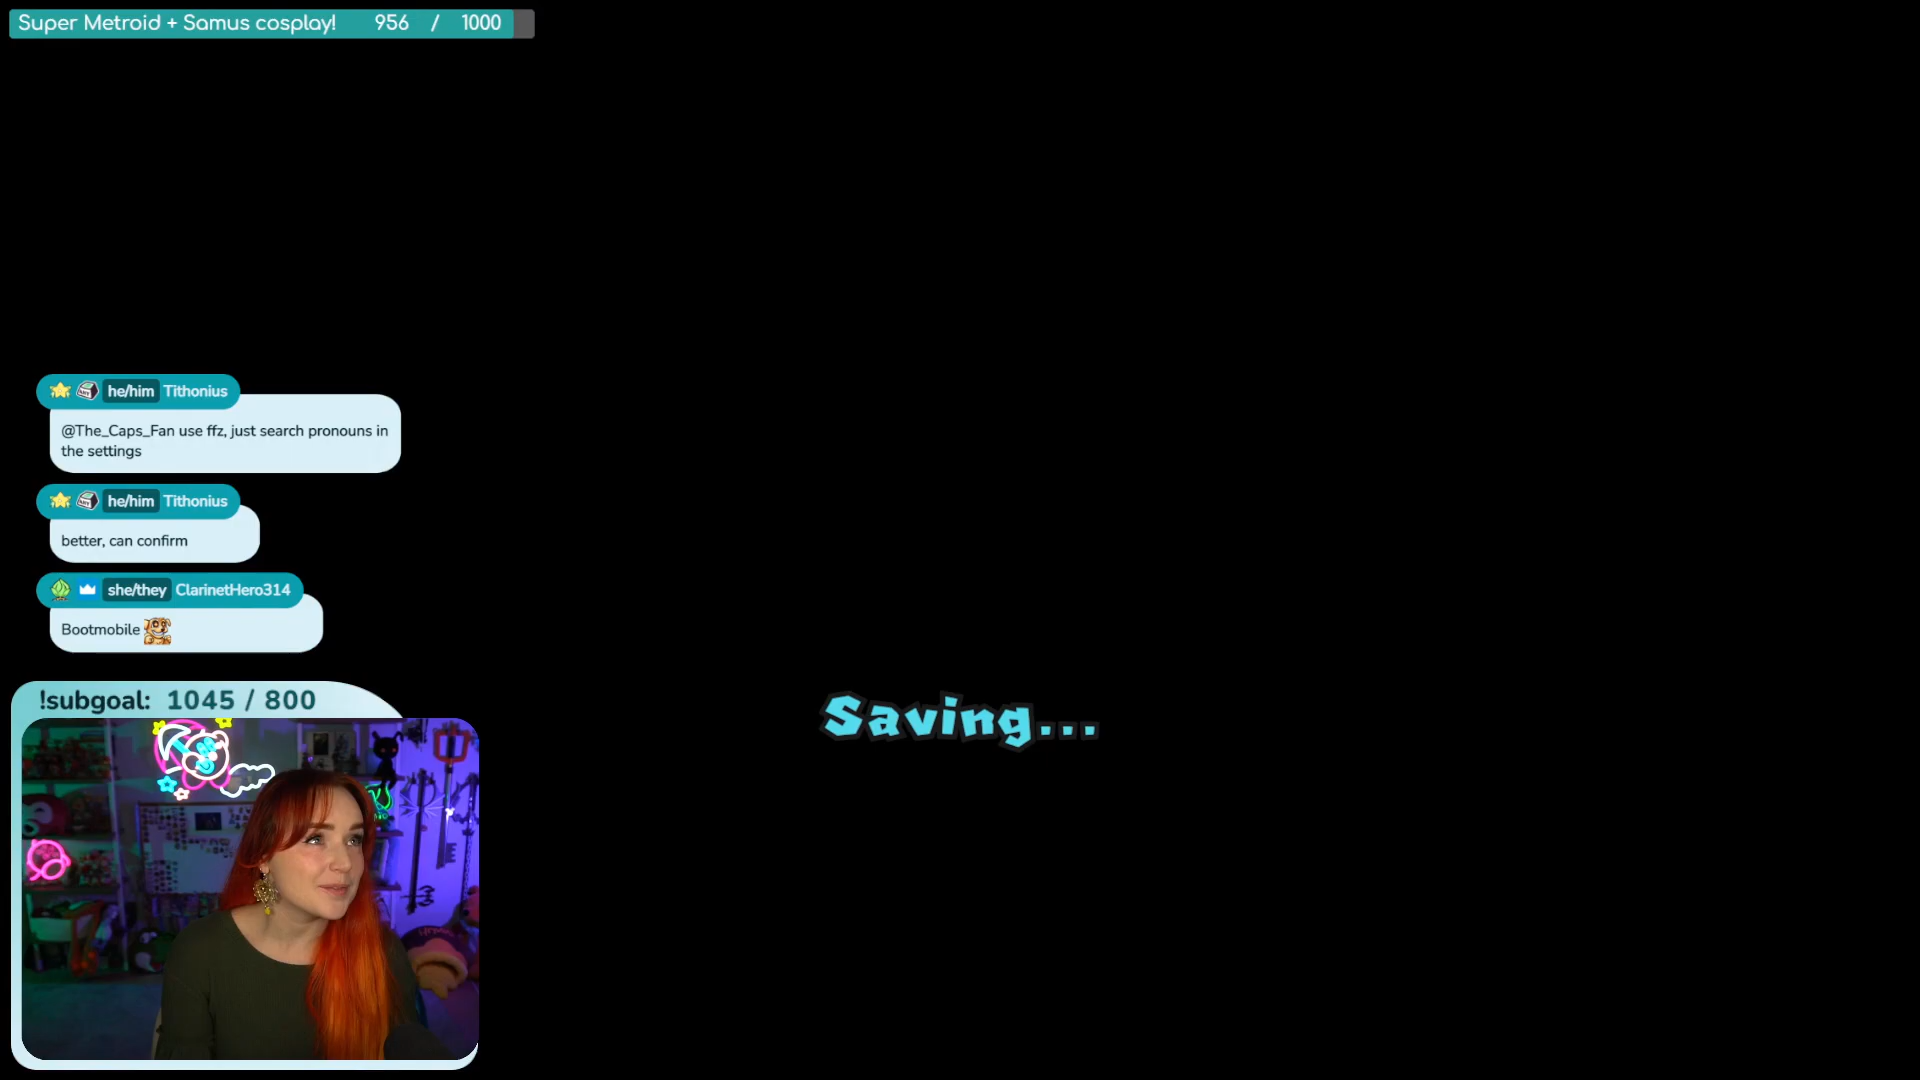 Super Metroid + Samus cosplay! 956 / 1000
he/him Tithonius
@The_Caps_Fan use ffz, just search pronouns in
the settings
he/him Tithonius
better, can confirm
she/they ClarinetHero314
Bootmobile
!subgoal: 1045 / 800
Saving...